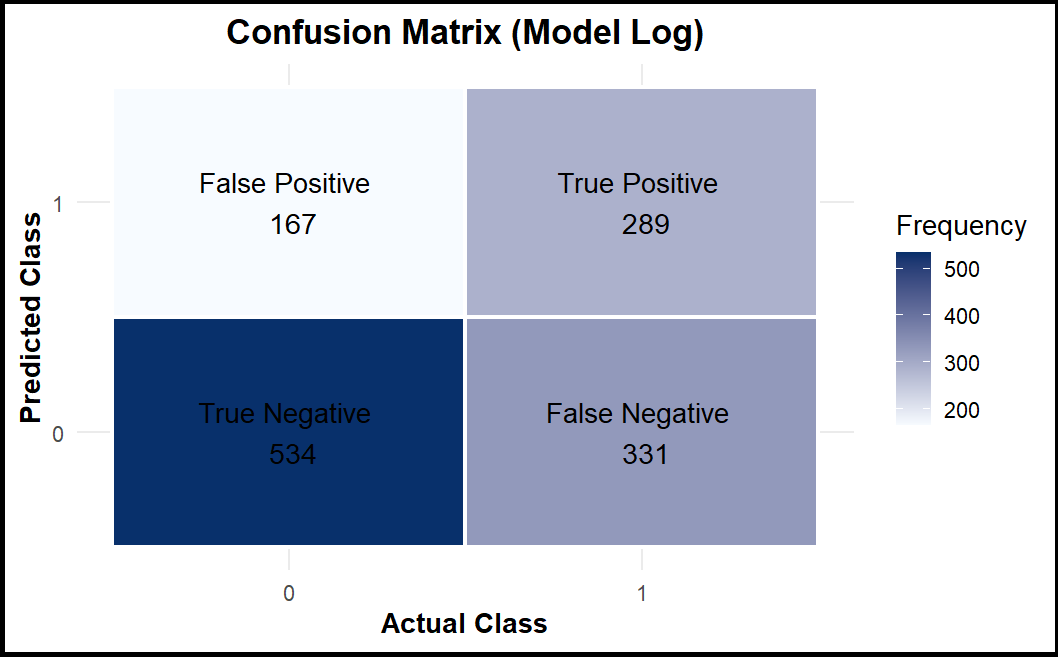 Confusion Matrix (Model Log)
Predicted Class
1
0
False Positive
167
True Positive
289
True Negative
534
False Negative
331
0
1
Actual Class
Frequency
500
400
300
200